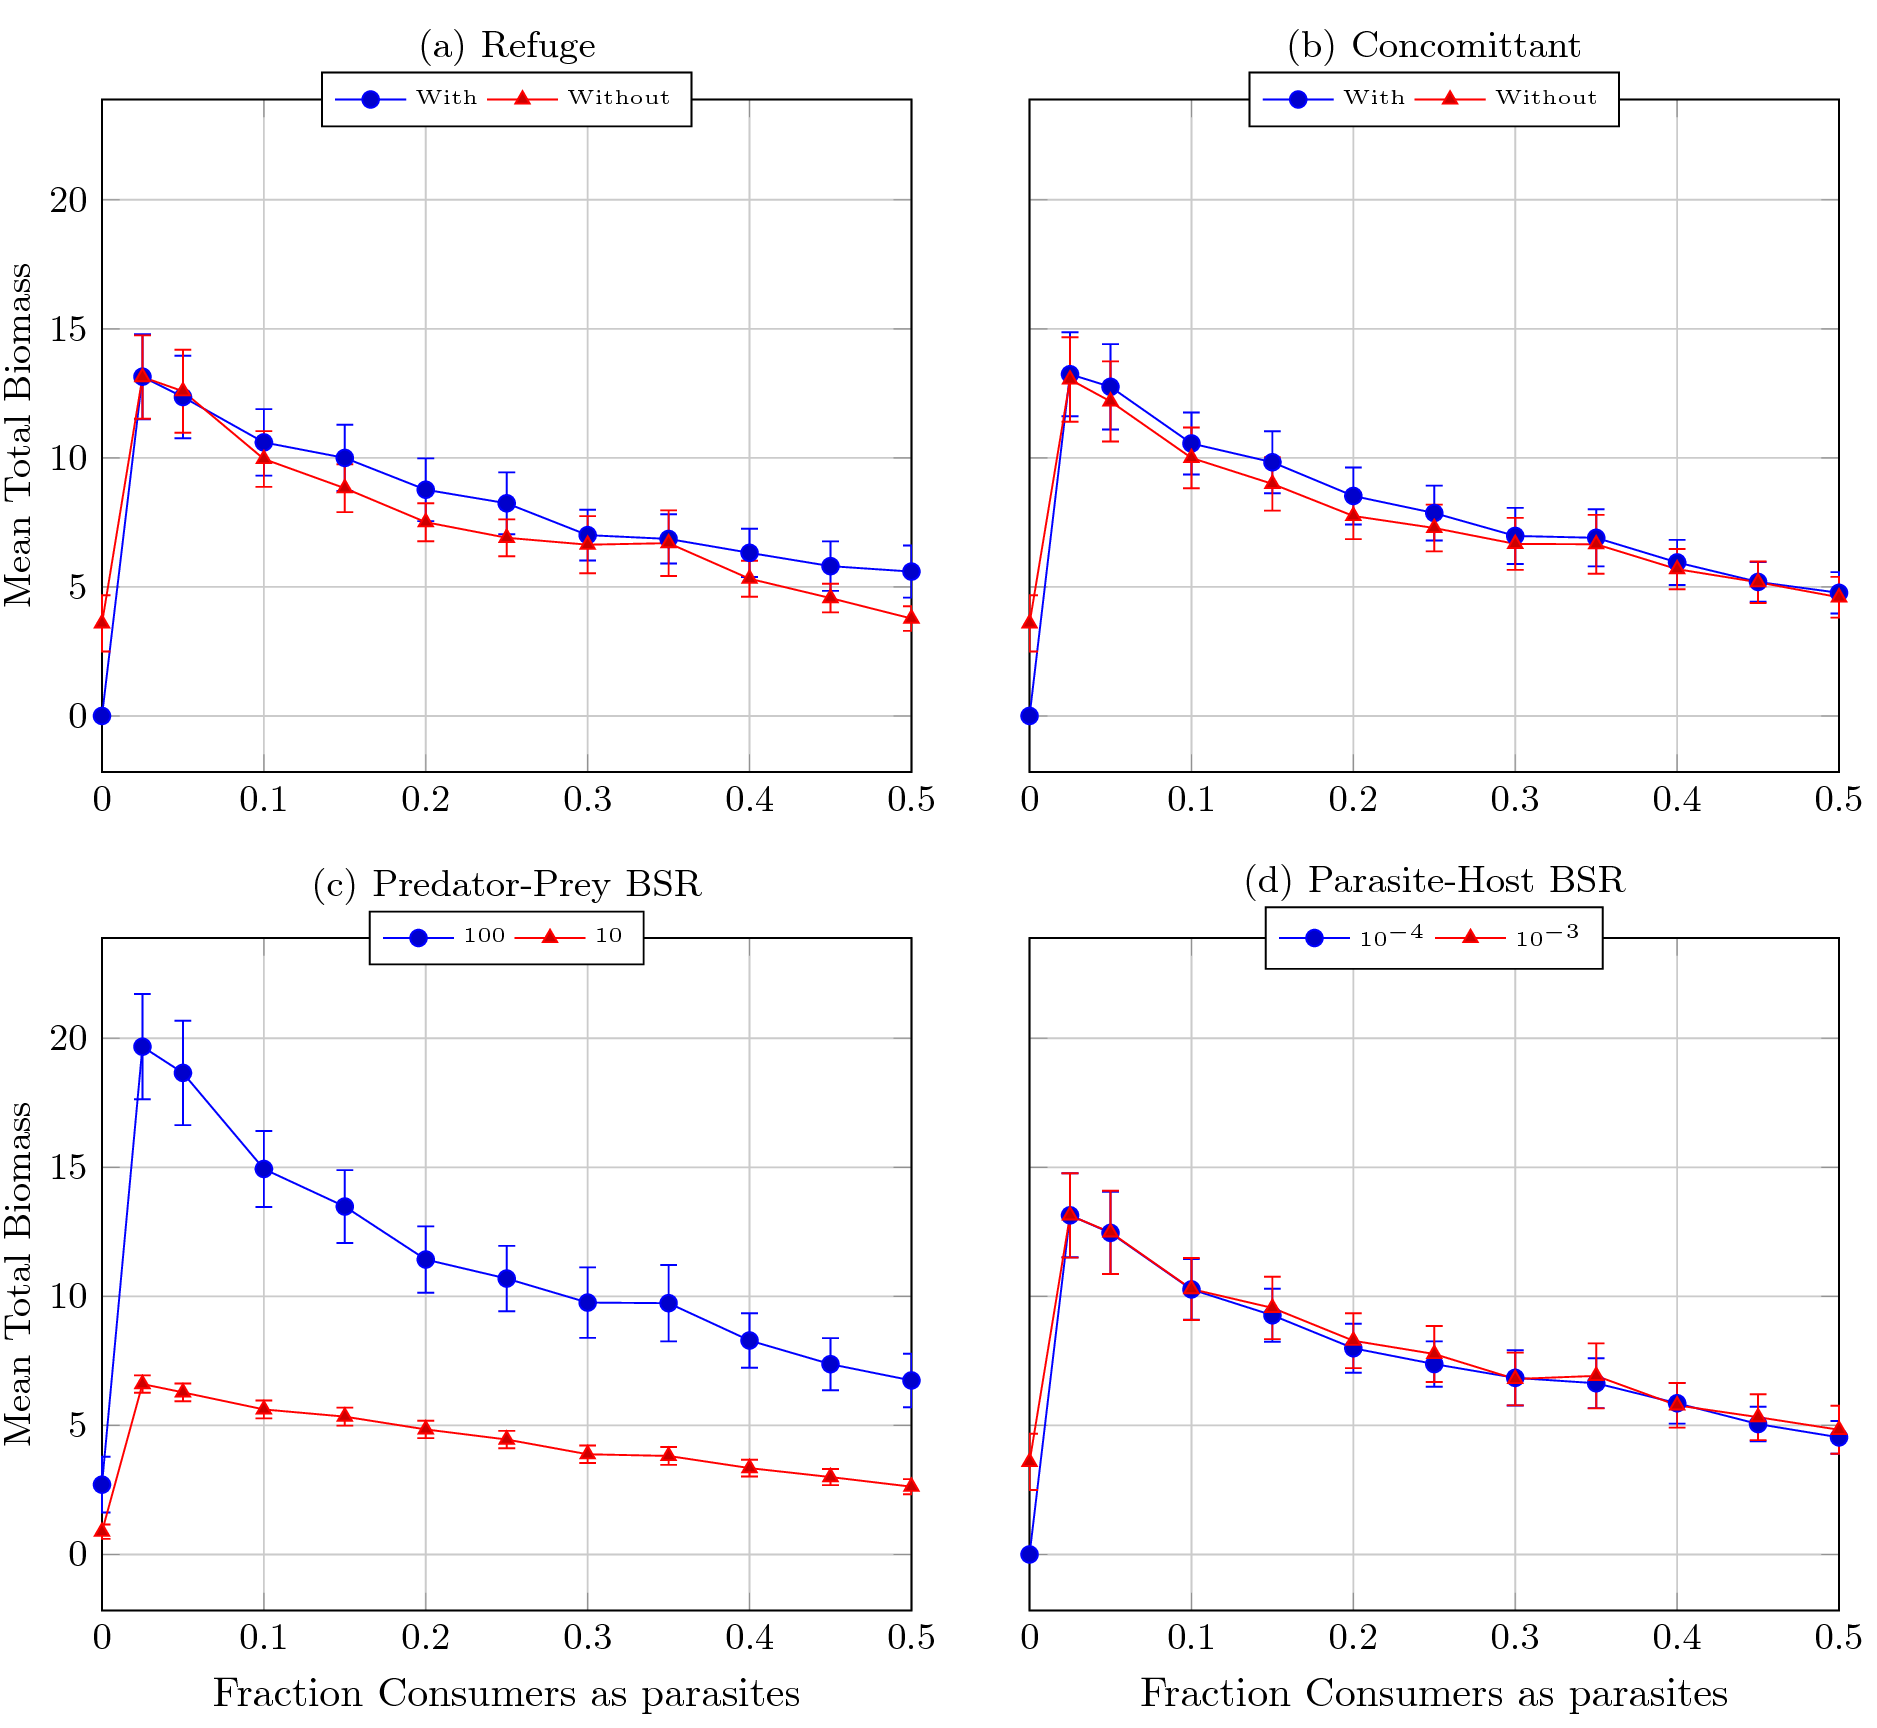 (a) Refuge
With Without
Mean Total Biomass
20
15
10
5
0
0 0.1 0.2 0.3 0.4 0.5
(b) Concomittant
With Without
0 0.1 0.2 0.3 0.4 0.5
(c) Predator-Prey BSR
100 10
Mean Total Biomass
20
15
10
5
0
0 0.1 0.2 0.3 0.4 0.5
Fraction Consumers as parasites
(d) Parasite-Host BSR
10⁻⁴ 10⁻³
0 0.1 0.2 0.3 0.4 0.5
Fraction Consumers as parasites